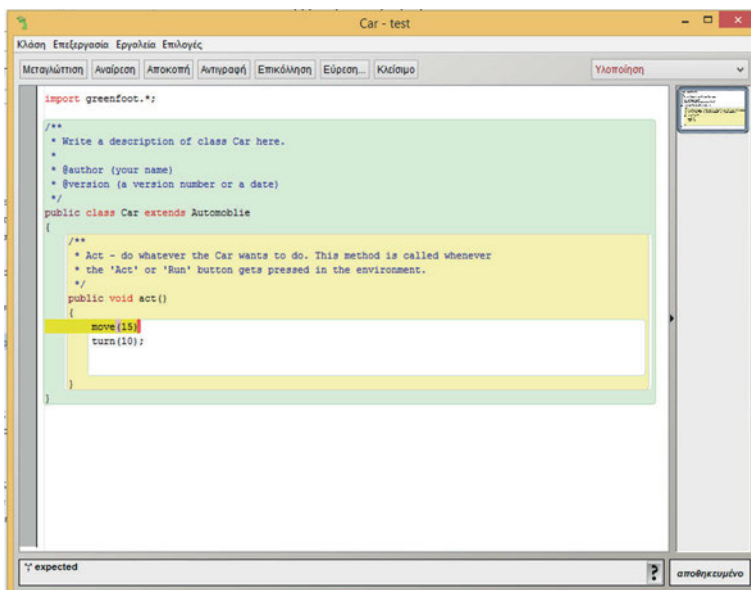 Car - test
Κλάση Επεξεργασία Εργαλεία Επιλογές
Μεταγλώττιση Αναίρεση Αποκοπή Αντιγραφή Επικόλληση Εύρεση... Κλείσιμο Υλοποίηση
import greenfoot.*;
/**
* Write a description of class Car here.
*
* @author (your name)
* @version (a version number or a date)
*/
public class Car extends Automoblie
{
/**
* Act - do whatever the Car wants to do. This method is called whenever
* the 'Act' or 'Run' button gets pressed in the environment.
*/
public void act()
{
move(15)
turn(10);
}
}
';' expected
? αποθηκευμένο